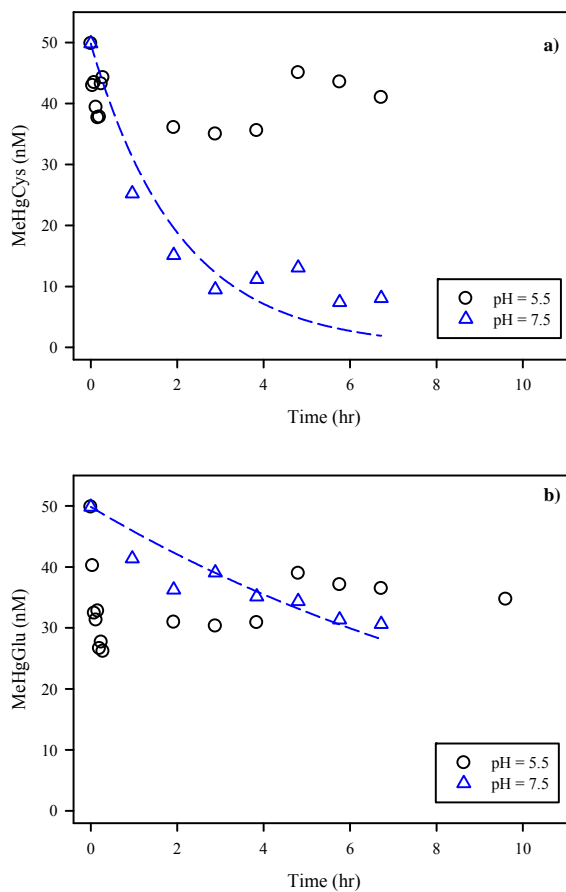 a)
MeHgCys (nM)
50
40
30
20
10
0
pH = 5.5
pH = 7.5
0 2 4 6 8 10
Time (hr)
b)
MeHgGlu (nM)
50
40
30
20
10
0
pH = 5.5
pH = 7.5
0 2 4 6 8 10
Time (hr)